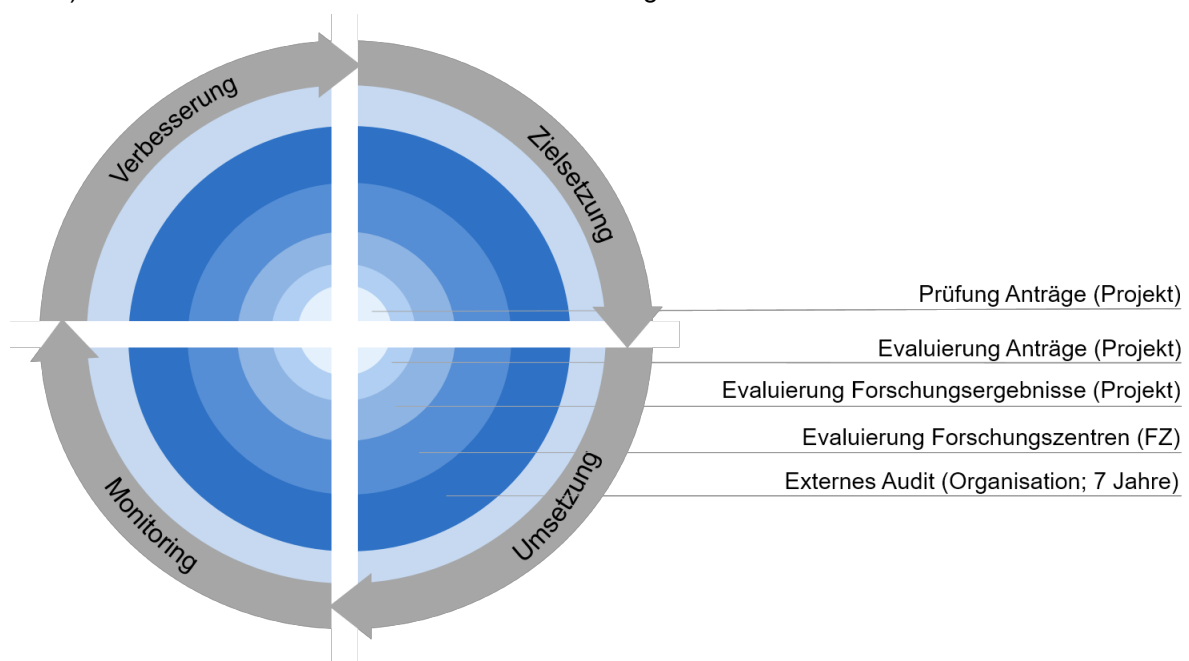 Verbesserung
Zielsetzung
Prüfung Anträge (Projekt)
Evaluierung Anträge (Projekt)
Evaluierung Forschungsergebnisse (Projekt)
Evaluierung Forschungszentren (FZ)
Externes Audit (Organisation; 7 Jahre)
Umsetzung
Monitoring